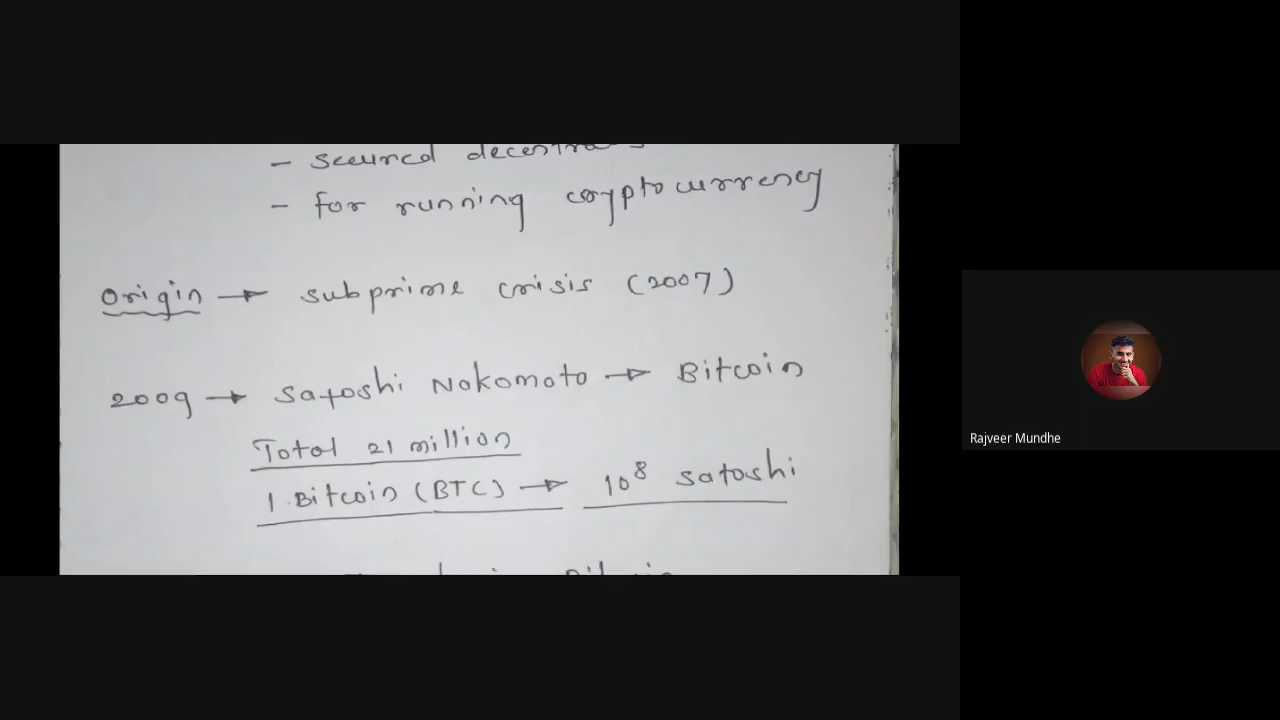 - secured
- for running cryptocurrency
Origin → subprime crisis (2007)
2009 → Satoshi Nokomoto → Bitcoin
Total 21 million
1 Bitcoin (BTC) → 10⁸ satoshi
Rajveer Mundhe